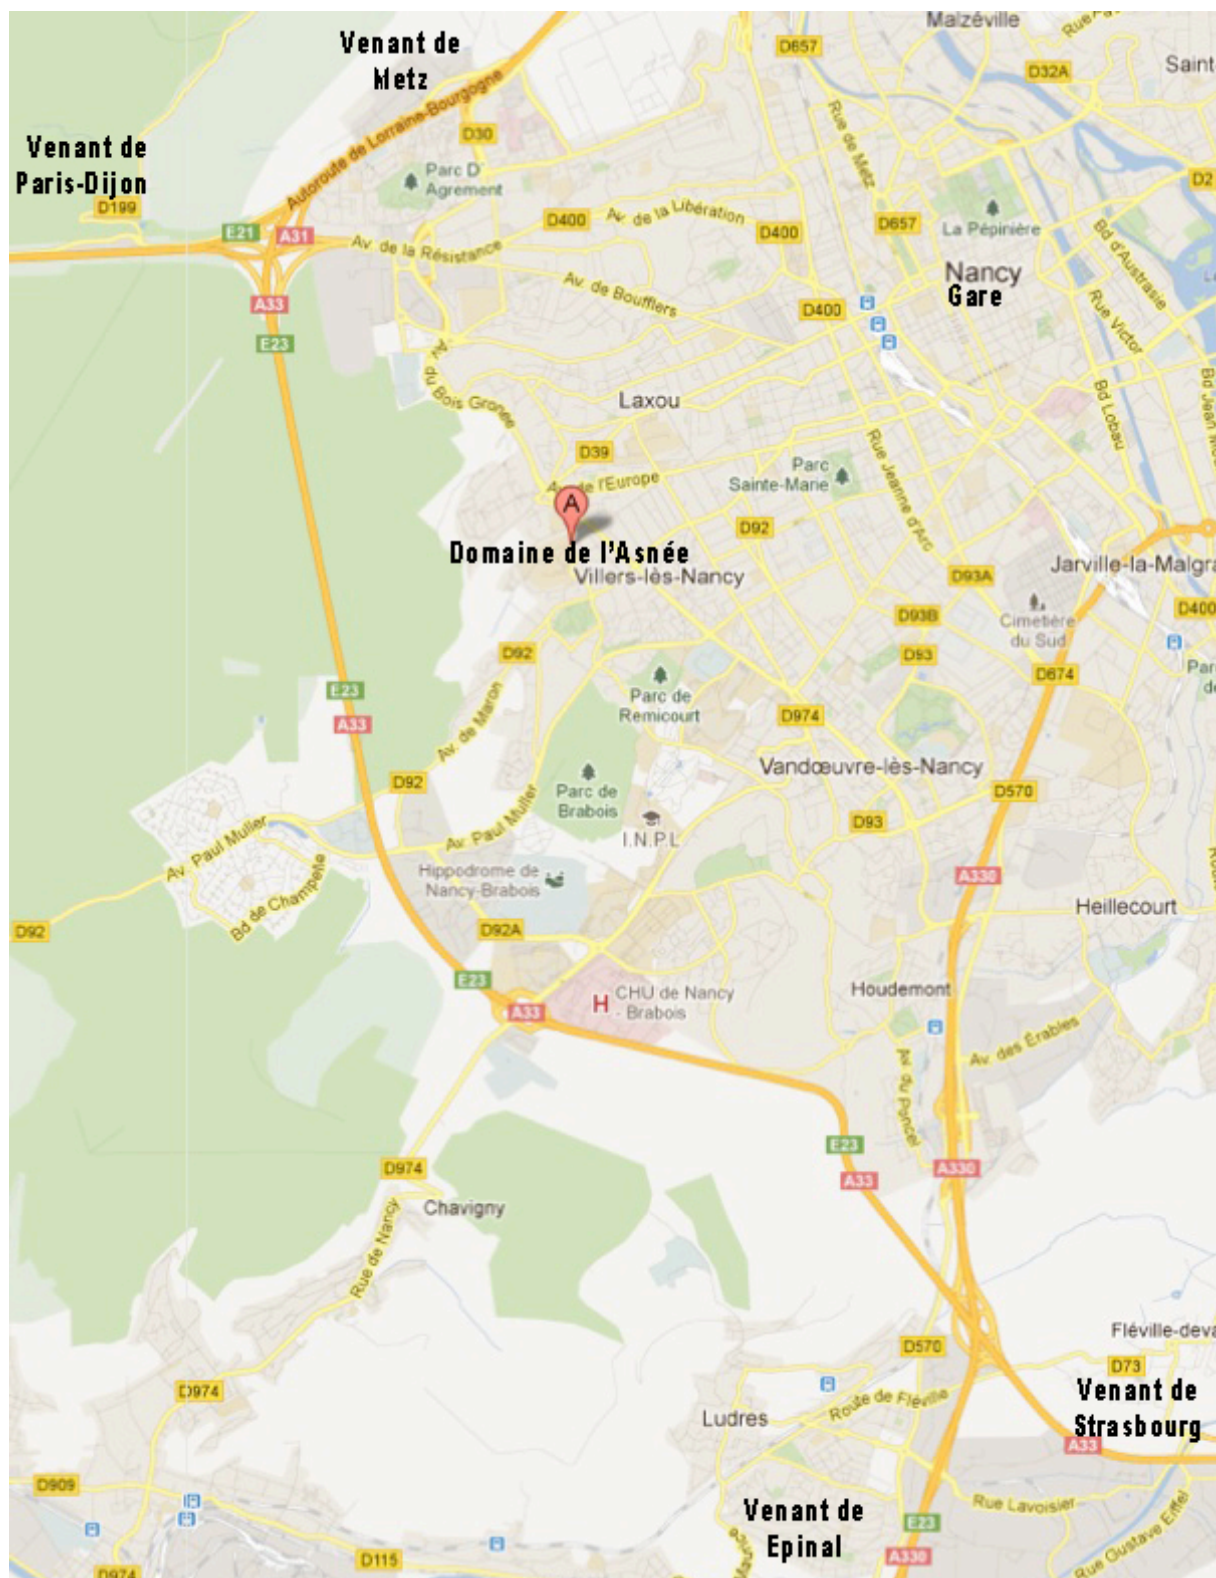 Malzéville
Venant de
Metz
D657
D32A
Saint-
Autoroute de Lorraine-Bourgogne
D30
Rue de Metz
Venant de
Paris-Dijon
D199
Parc D'
Agrement
D2
E21
A31
D400
Av. de la Libération
D400
D657
La Pépinière
Bd d'Austrasie
Av. de la Résistance
Av. de Boufflers
Nancy
Gare
A33
D400
Rue Victor
E23
Av. du Bois Gronee
Laxou
Bd Lobau
Bd Jean
D39
Av. de l'Europe
Parc
Sainte-Marie
Rue Jeanne d'Arc
A
D92
Domaine de l'Asnée
Villers-lès-Nancy
D93A
Jarville-la-Malgra
D93B
Cimetière
du Sud
D400
D92
D93
D674
E23
A33
Av. de Maron
Parc de
Remicourt
D974
Vandœuvre-lès-Nancy
D92
Parc de
Brabois
D570
Av. Paul Muller
Av. Paul Muller
I.N.P.L
D93
Hippodrome de
Nancy-Brabois
A330
Bd de Champelle
Heillecourt
D92
D92A
E23
CHU de Nancy
- Brabois
H
A33
Houdemont
Av. des Érables
Av. du Poncel
E23
D974
A33
A330
Chavigny
Rue de Nancy
Fléville-deva
D570
D73
D974
Venant de
Strasbourg
Route de Fléville
Ludres
A33
D909
Rue Lavoisier
Venant de
Epinal
E23
Rue Gustave Eiffel
D115
A330
D974